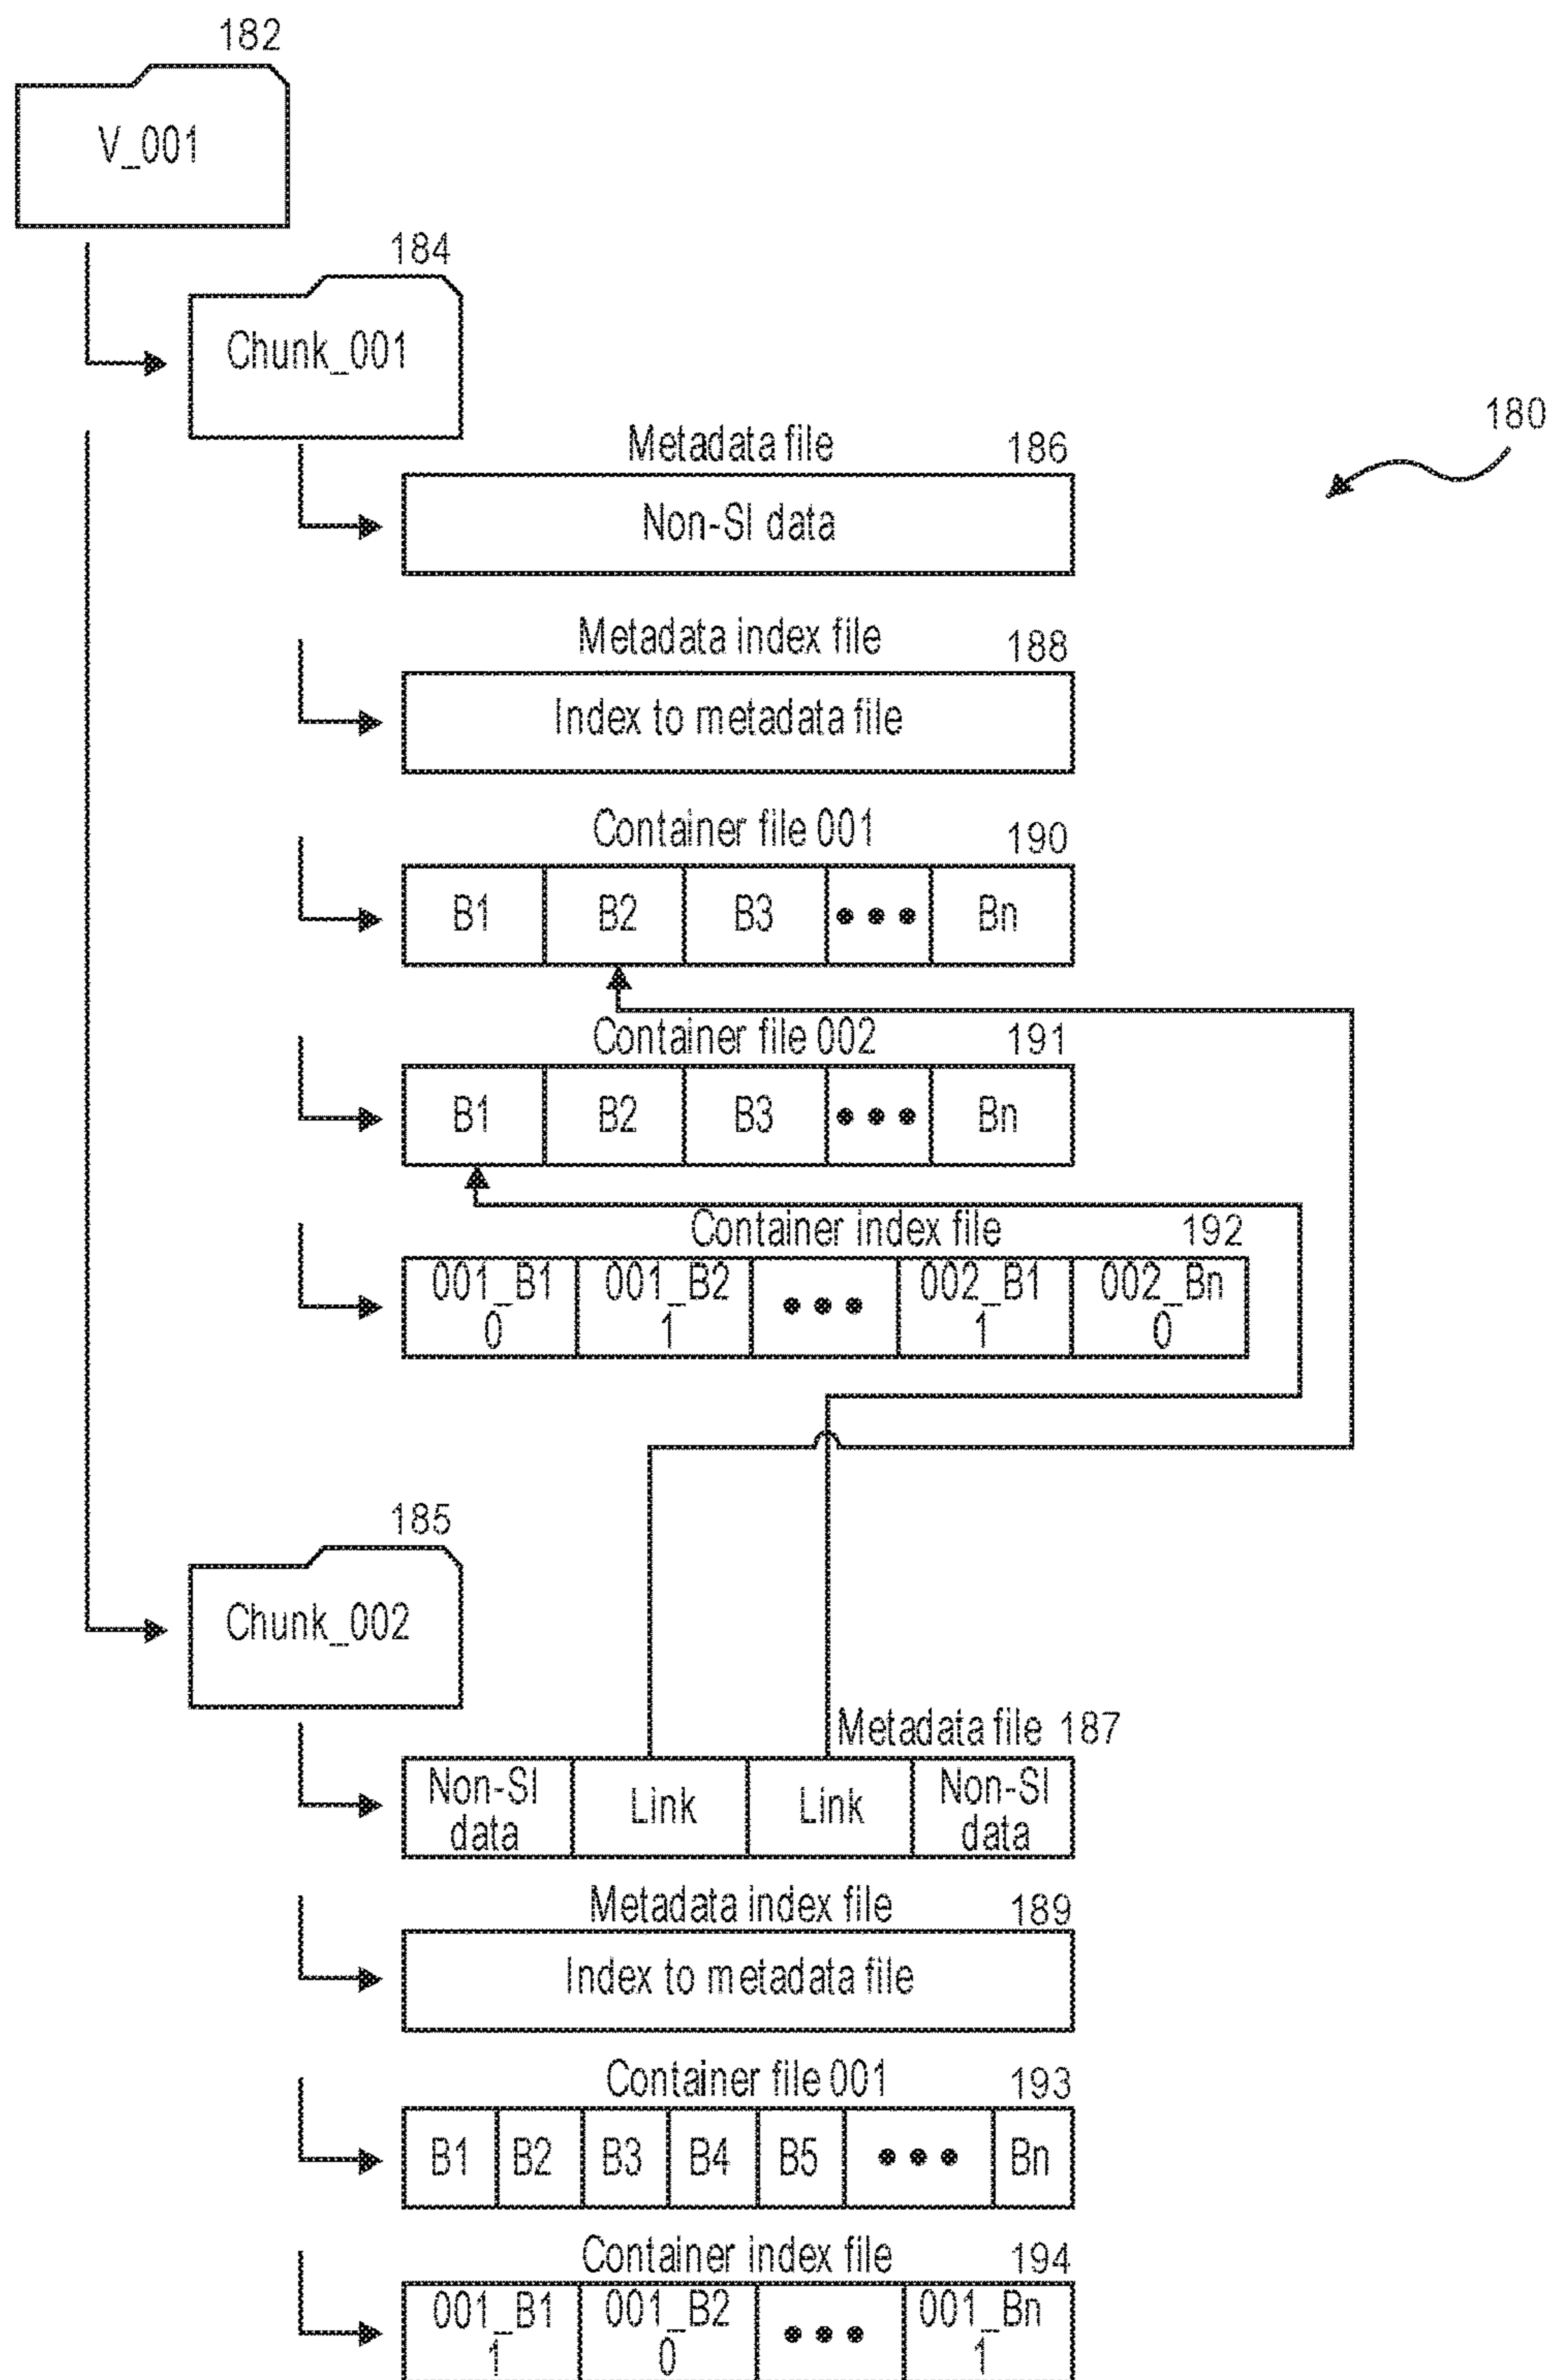 182
V_001
184
Chunk_001
180
Metadata file 186
Non-SI data
Metadata index file 188
Index to metadata file
Container file 001 190
B1 B2 B3 ●●● Bn
Container file 002 191
B1 B2 B3 ●●● Bn
Container index file 192
001_B1 001_B2 ●●● 002_B1 002_Bn
0 1 1 0
185
Chunk_002
Metadata file 187
Non-SI Link Link Non-SI
data data
Metadata index file 189
Index to metadata file
Container file 001 193
B1 B2 B3 B4 B5 ●●● Bn
Container index file 194
001_B1 001_B2 ●●● 001_Bn
1 0 1